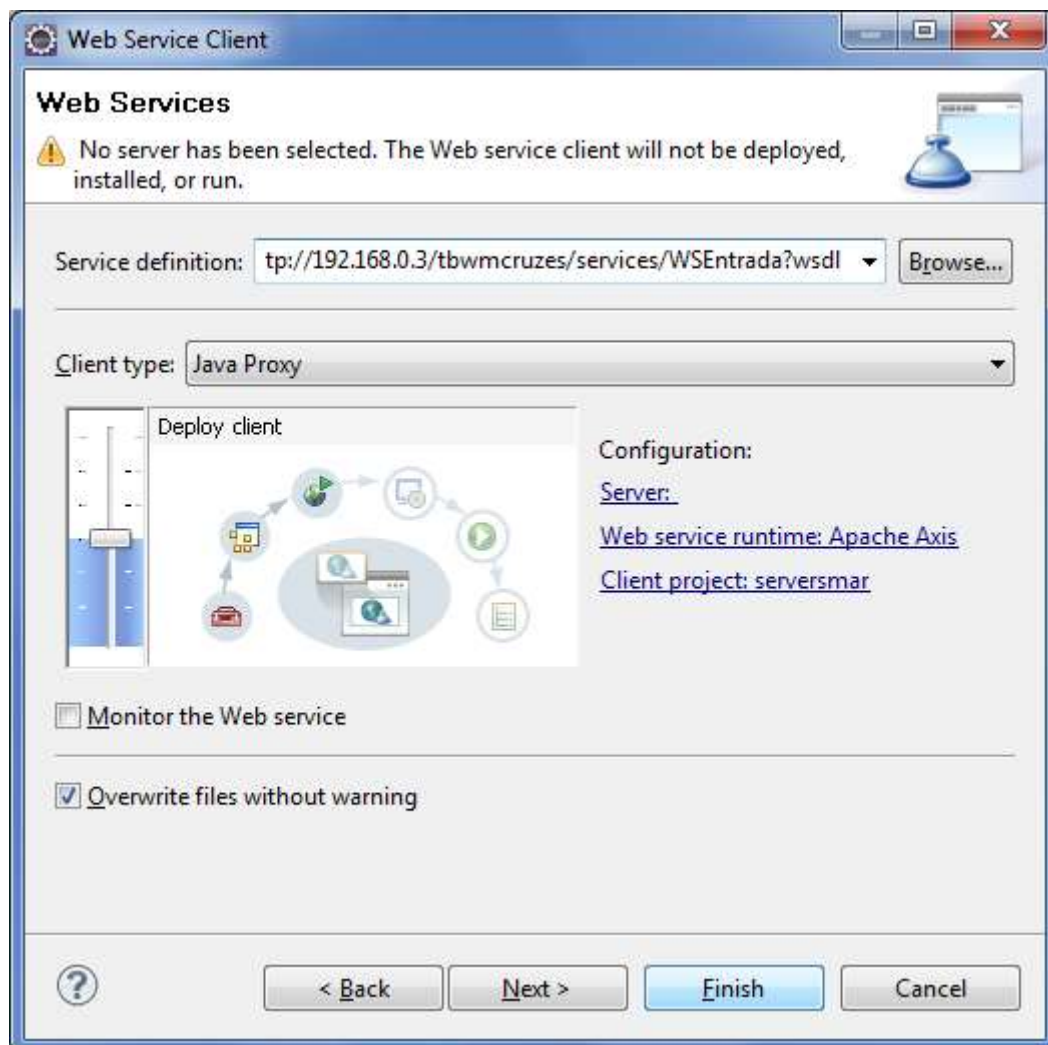 Web Service Client
Web Services
No server has been selected. The Web service client will not be deployed,
installed, or run.
Service definition: tp://192.168.0.3/tbwmcruzes/services/WSEntrada?wsdl Browse...
Client type: Java Proxy
Deploy client
Configuration:
Server:
Web service runtime: Apache Axis
Client project: serversmar
Monitor the Web service
Overwrite files without warning
? < Back Next > Finish Cancel